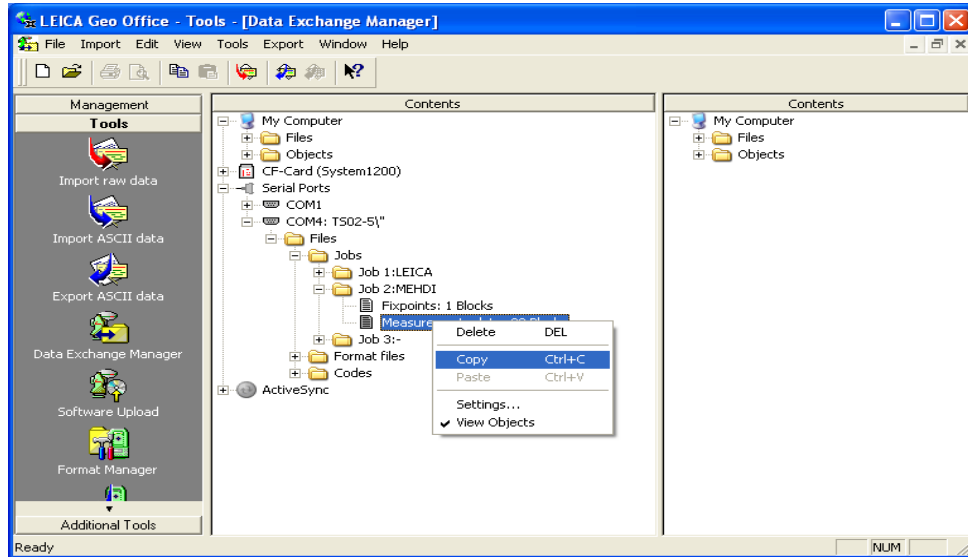 LEICA Geo Office - Tools - [Data Exchange Manager]
File Import Edit View Tools Export Window Help
Management
Tools
Import raw data
Import ASCII data
Export ASCII data
Data Exchange Manager
Software Upload
Format Manager
Additional Tools
Contents
My Computer
Files
Objects
CF-Card (System1200)
Serial Ports
COM1
COM4: TS02-5\"
Files
Jobs
Job 1:LEICA
Job 2:MEHDI
Fixpoints: 1 Blocks
Job 3:-
Format files
Codes
ActiveSync
Delete DEL
Copy Ctrl+C
Paste Ctrl+V
Settings...
View Objects
Contents
My Computer
Files
Objects
Ready
NUM